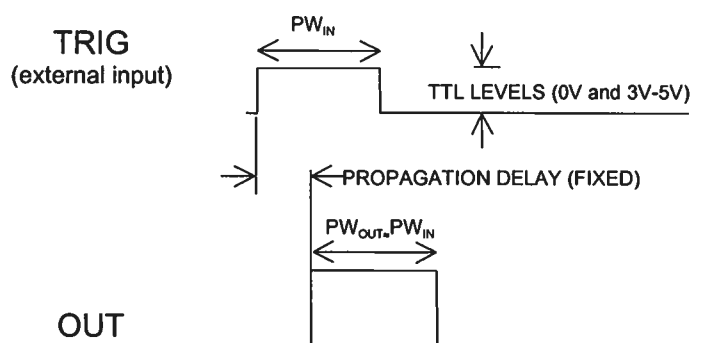 TRIG
(external input)
PW_IN
TTL LEVELS (0V and 3V-5V)
PROPAGATION DELAY (FIXED)
PW_OUT≈PW_IN
OUT